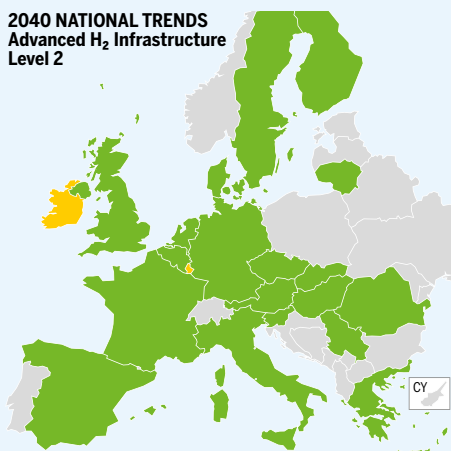 2040 NATIONAL TRENDS
Advanced H₂ Infrastructure
Level 2
CY